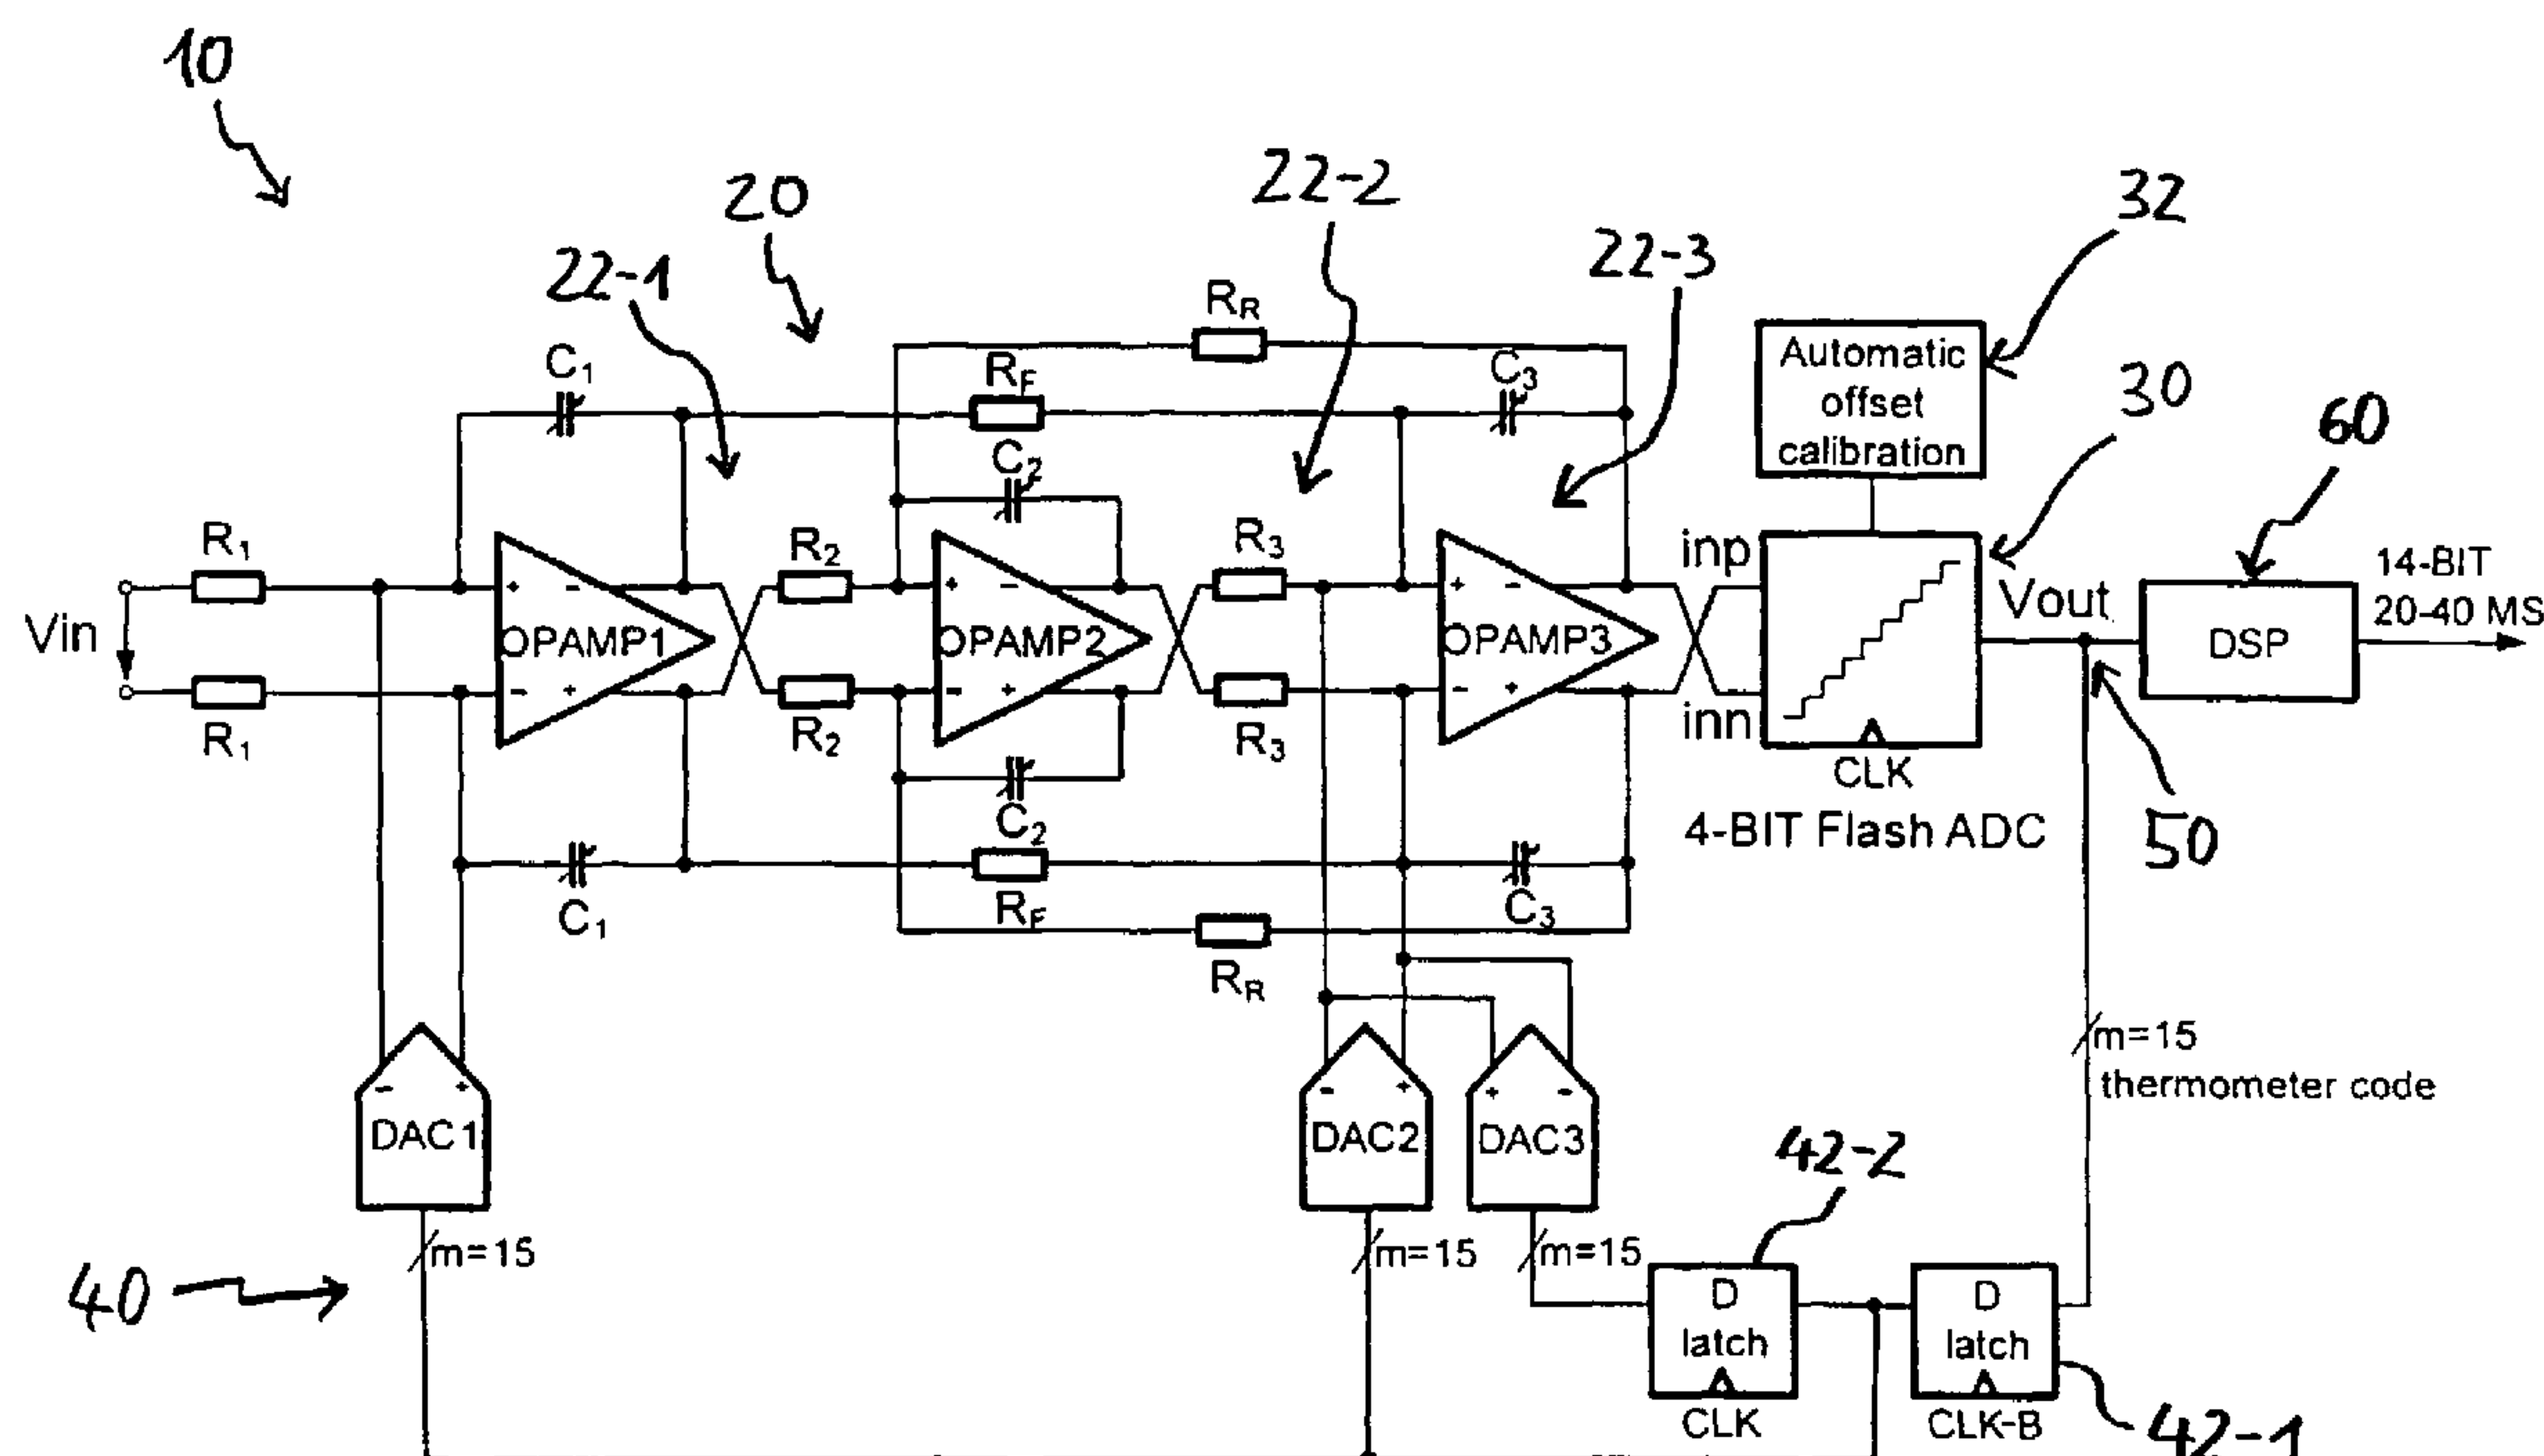 10
20
22-1
22-2
22-3
32
30
60
50
RR
RF
C1
C2
C3
Automatic
offset
calibration
R1
R2
R3
inp
Vout
14-BIT
20-40 MS
Vin
+ -
OPAMP1
- +
+ -
OPAMP2
- +
+ -
OPAMP3
- +
DSP
R1
R2
R3
inn
CLK
4-BIT Flash ADC
C2
C1
RF
C3
RR
m=15
thermometer code
- +
DAC1
- +
DAC2
+ -
DAC3
42-2
m=15
m=15
m=15
40
D
latch
CLK
D
latch
CLK-B
42-1